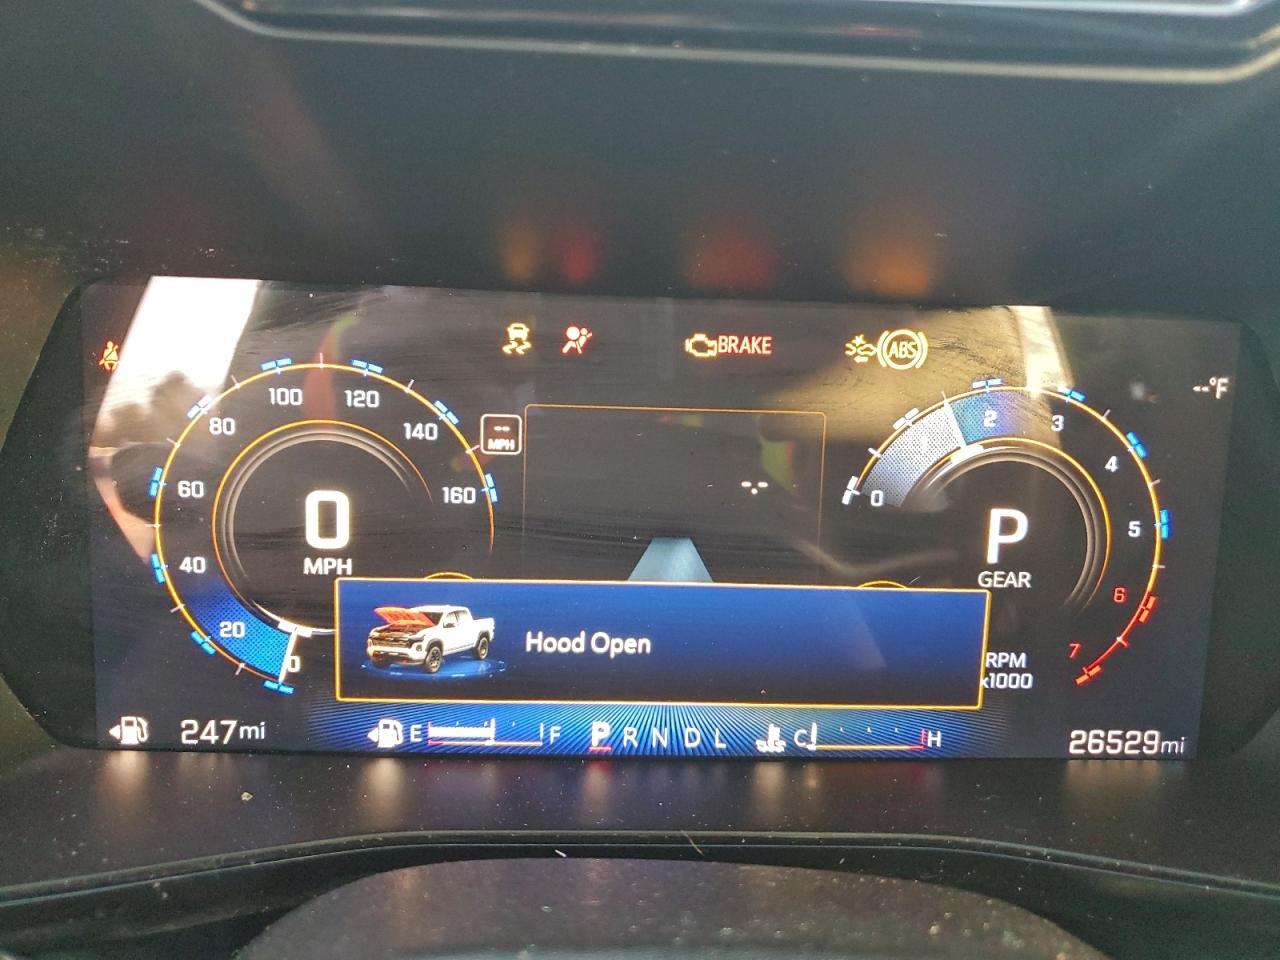 BRAKE
ABS
--°F
100
120
80
140
60
160
40
20
0
0
MPH
--
MPH
0
2
3
4
5
6
7
P
GEAR
RPM
x1000
Hood Open
247mi
E
F
P R N D L
C
H
26529mi